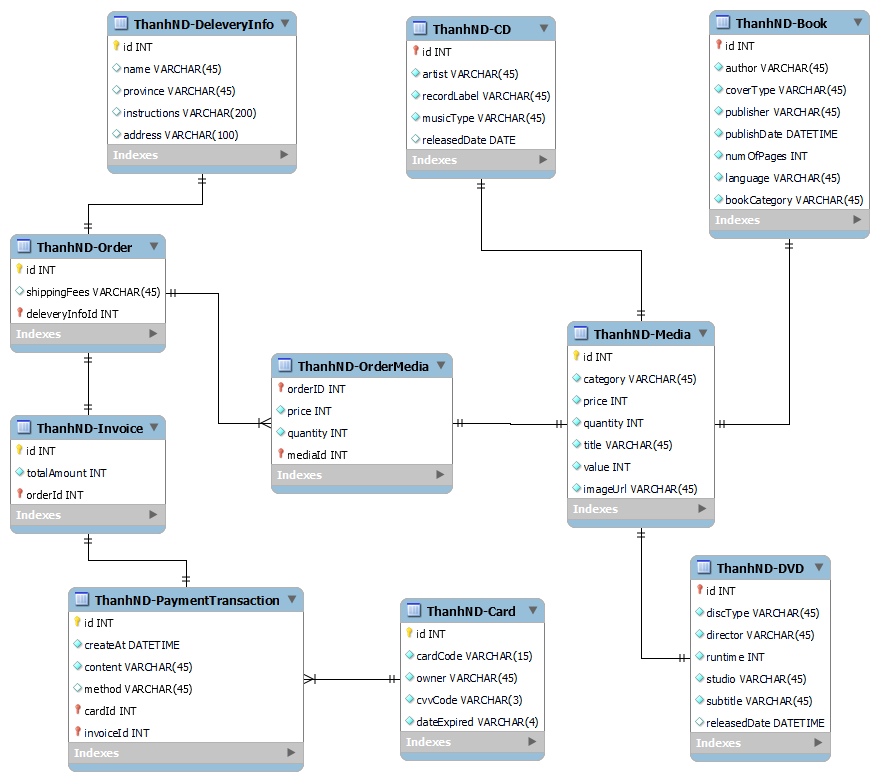 ThanhND-DeleveryInfo
id INT
name VARCHAR(45)
province VARCHAR(45)
instructions VARCHAR(200)
address VARCHAR(100)
Indexes
ThanhND-CD
id INT
artist VARCHAR(45)
recordLabel VARCHAR(45)
musicType VARCHAR(45)
releasedDate DATE
Indexes
ThanhND-Book
id INT
author VARCHAR(45)
coverType VARCHAR(45)
publisher VARCHAR(45)
publishDate DATETIME
numOfPages INT
language VARCHAR(45)
bookCategory VARCHAR(45)
Indexes
ThanhND-Order
id INT
shippingFees VARCHAR(45)
deleveryInfoId INT
Indexes
ThanhND-OrderMedia
orderID INT
price INT
quantity INT
mediaId INT
Indexes
ThanhND-Media
id INT
category VARCHAR(45)
price INT
quantity INT
title VARCHAR(45)
value INT
imageUrl VARCHAR(45)
Indexes
ThanhND-Invoice
id INT
totalAmount INT
orderId INT
Indexes
ThanhND-PaymentTransaction
id INT
createAt DATETIME
content VARCHAR(45)
method VARCHAR(45)
cardId INT
invoiceId INT
Indexes
ThanhND-Card
id INT
cardCode VARCHAR(15)
owner VARCHAR(45)
cvvCode VARCHAR(3)
dateExpired VARCHAR(4)
Indexes
ThanhND-DVD
id INT
discType VARCHAR(45)
director VARCHAR(45)
runtime INT
studio VARCHAR(45)
subtitle VARCHAR(45)
releasedDate DATETIME
Indexes